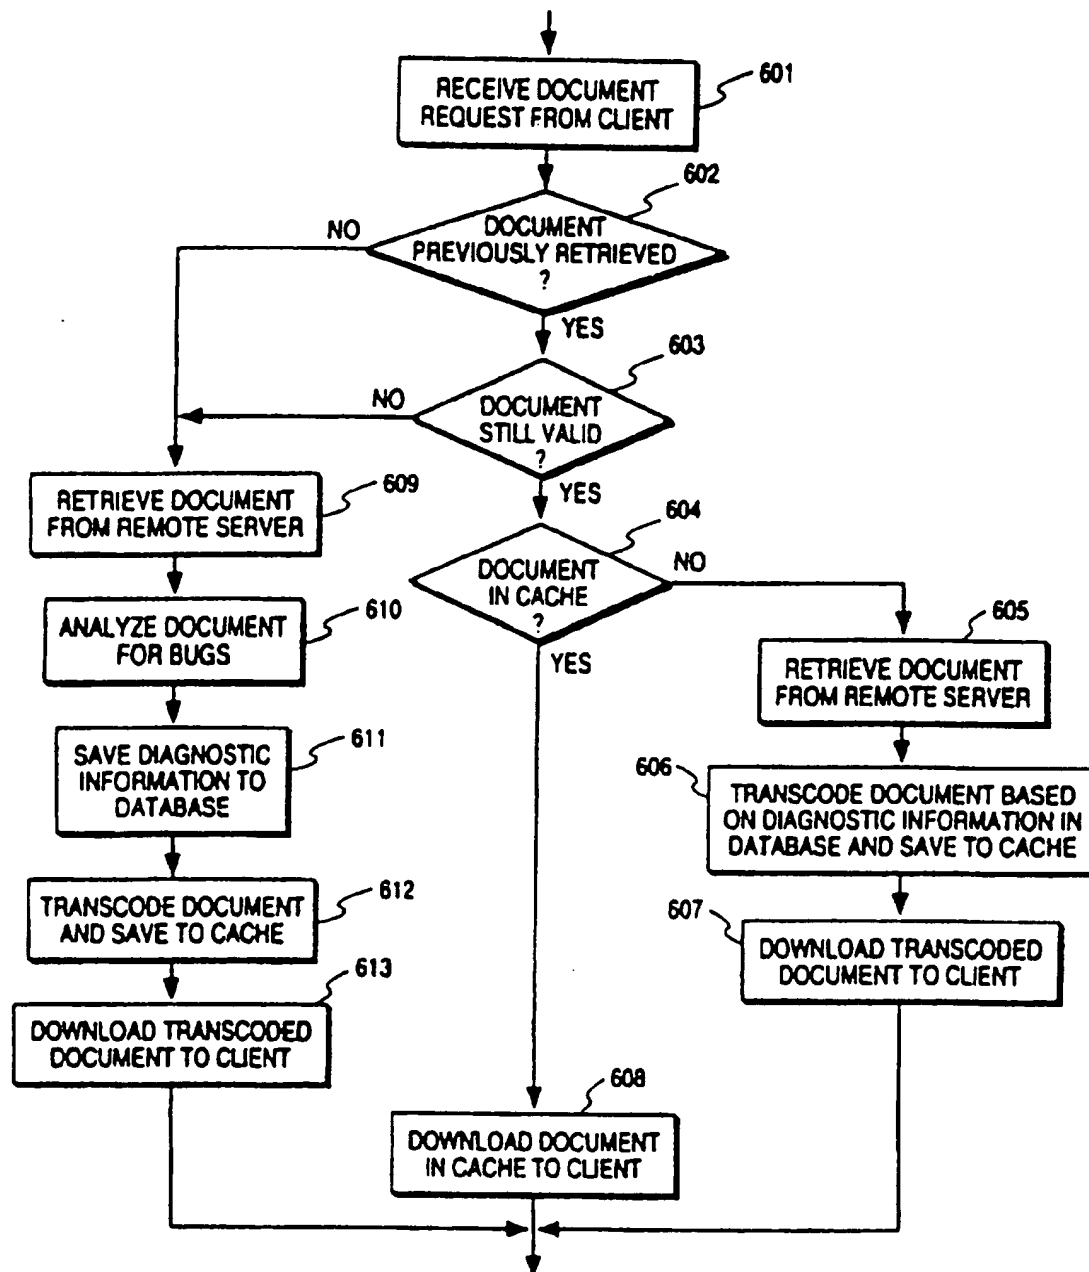 RECEIVE DOCUMENT
REQUEST FROM CLIENT
601
602
NO
DOCUMENT
PREVIOUSLY RETRIEVED
?
YES
603
NO
DOCUMENT
STILL VALID
?
YES
604
NO
DOCUMENT
IN CACHE
?
YES
609
RETRIEVE DOCUMENT
FROM REMOTE SERVER
610
ANALYZE DOCUMENT
FOR BUGS
611
SAVE DIAGNOSTIC
INFORMATION TO
DATABASE
612
TRANSCODE DOCUMENT
AND SAVE TO CACHE
613
DOWNLOAD TRANSCODED
DOCUMENT TO CLIENT
605
RETRIEVE DOCUMENT
FROM REMOTE SERVER
606
TRANSCODE DOCUMENT BASED
ON DIAGNOSTIC INFORMATION IN
DATABASE AND SAVE TO CACHE
607
DOWNLOAD TRANSCODED
DOCUMENT TO CLIENT
608
DOWNLOAD DOCUMENT
IN CACHE TO CLIENT